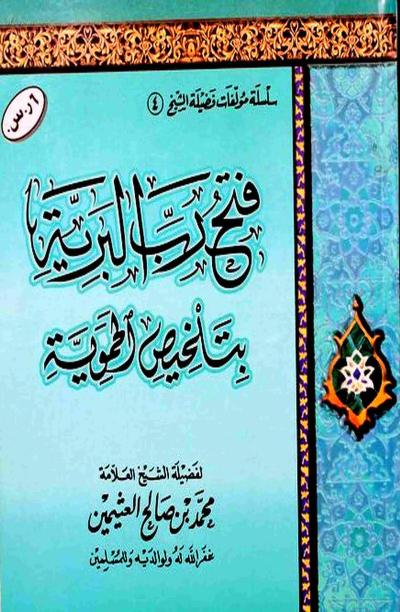 سلسلة مؤلفات فضيلة الشيخ (٤)
٢ ر.س.
فتح رب البرية
بتلخيص الحموية
لفضيلة الشيخ العلامة
محمد بن صالح العثيمين
غفر الله له ولوالديه وللمسلمين